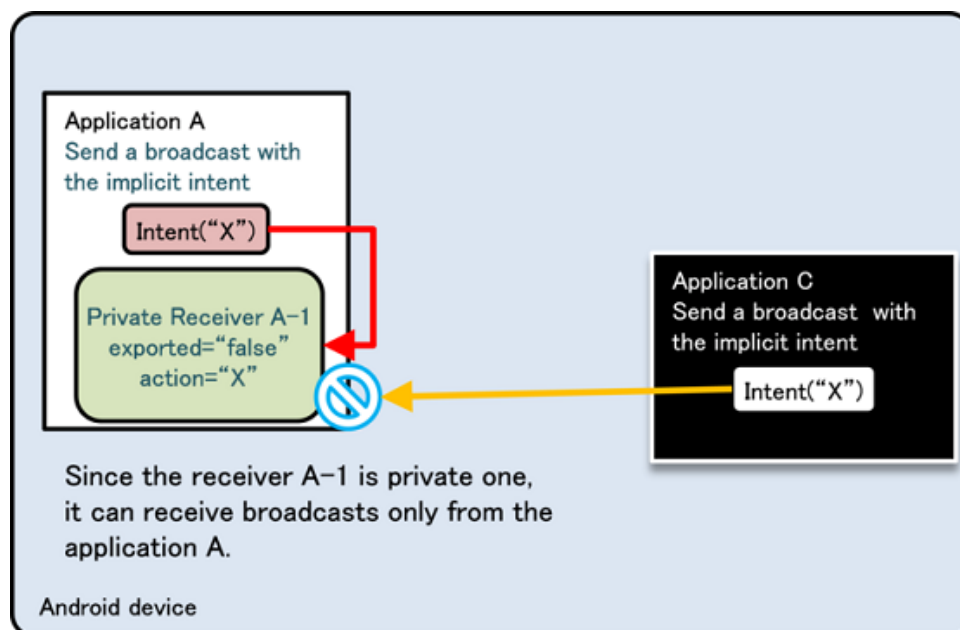 Application A
Send a broadcast with
the implicit intent
Intent(“X”)
Private Receiver A-1
exported=“false”
action=“X”
Application C
Send a broadcast  with
the implicit intent
Intent(“X”)
Since the receiver A-1 is private one,
it can receive broadcasts only from the
application A.
Android device